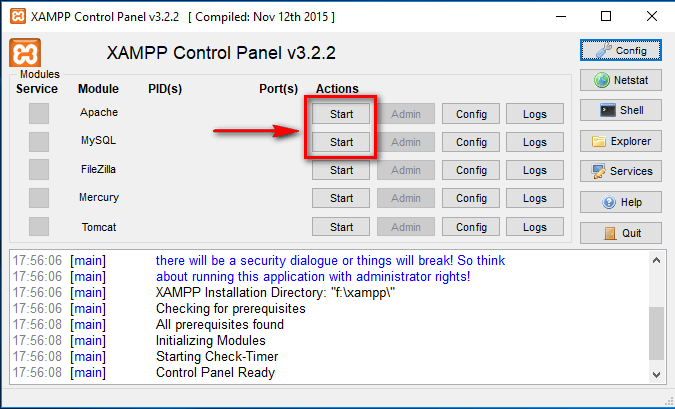 XAMPP Control Panel v3.2.2 [ Compiled: Nov 12th 2015 ]
XAMPP Control Panel v3.2.2
Config
Modules
Service Module PID(s) Port(s) Actions
Netstat
Apache Start Admin Config Logs
Shell
MySQL Start Admin Config Logs
Explorer
FileZilla Start Admin Config Logs
Services
Mercury Start Admin Config Logs
Help
Tomcat Start Admin Config Logs
Quit
17:56:06 [main] there will be a security dialogue or things will break! So think
17:56:06 [main] about running this application with administrator rights!
17:56:06 [main] XAMPP Installation Directory: "f:\xampp\"
17:56:06 [main] Checking for prerequisites
17:56:08 [main] All prerequisites found
17:56:08 [main] Initializing Modules
17:56:08 [main] Starting Check-Timer
17:56:08 [main] Control Panel Ready